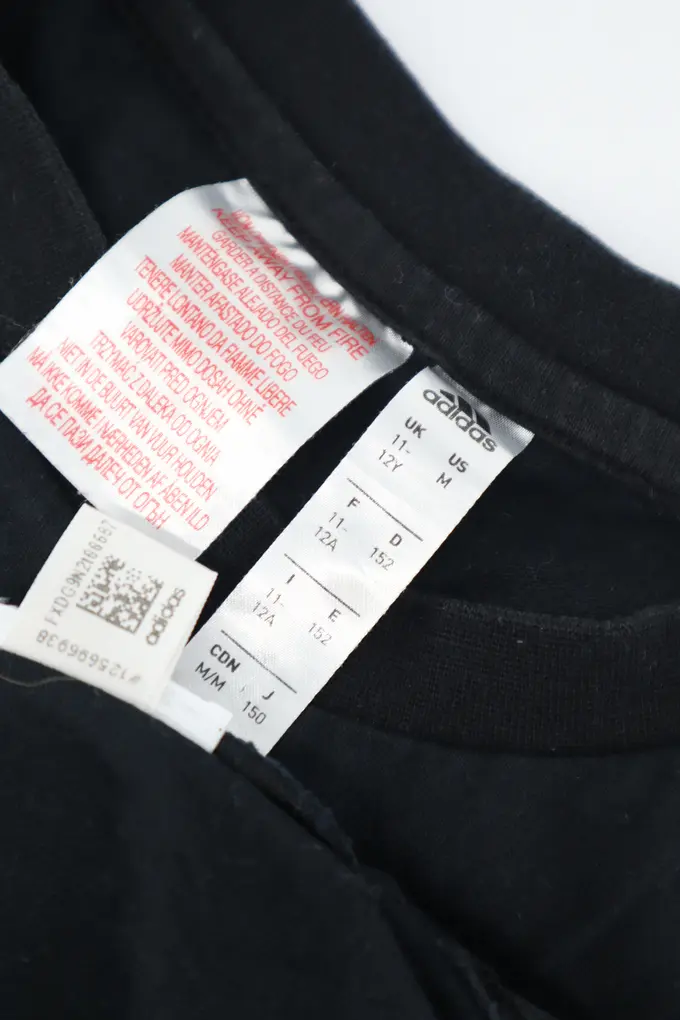 KEEP AWAY FROM FIRE
GARDER A DISTANCE DU FEU
MANTENGASE ALEJADO DEL FUEGO
MANTER AFASTADO DO FOGO
TENERE LONTANO DA FIAMME LIBERE
UDRŽUJTE MIMO DOSAH OHNĚ
VAROVAŤ PRED OGNJEM
TRZYMAĆ Z DALEKA OD OGNIA
NIET IN DE BUURT VAN VUUR HOUDEN
MÅ IKKE KOMME I NÆRHEDEN AF ÅBEN ILD
ДА СЕ ПАЗИ ДАЛЕЧ ОТ ОГЪН
adidas
UK US
11-12Y M
F D
11-12A 152
I E
11-12A 152
CDN J
M/M 150
adidas
#125696938